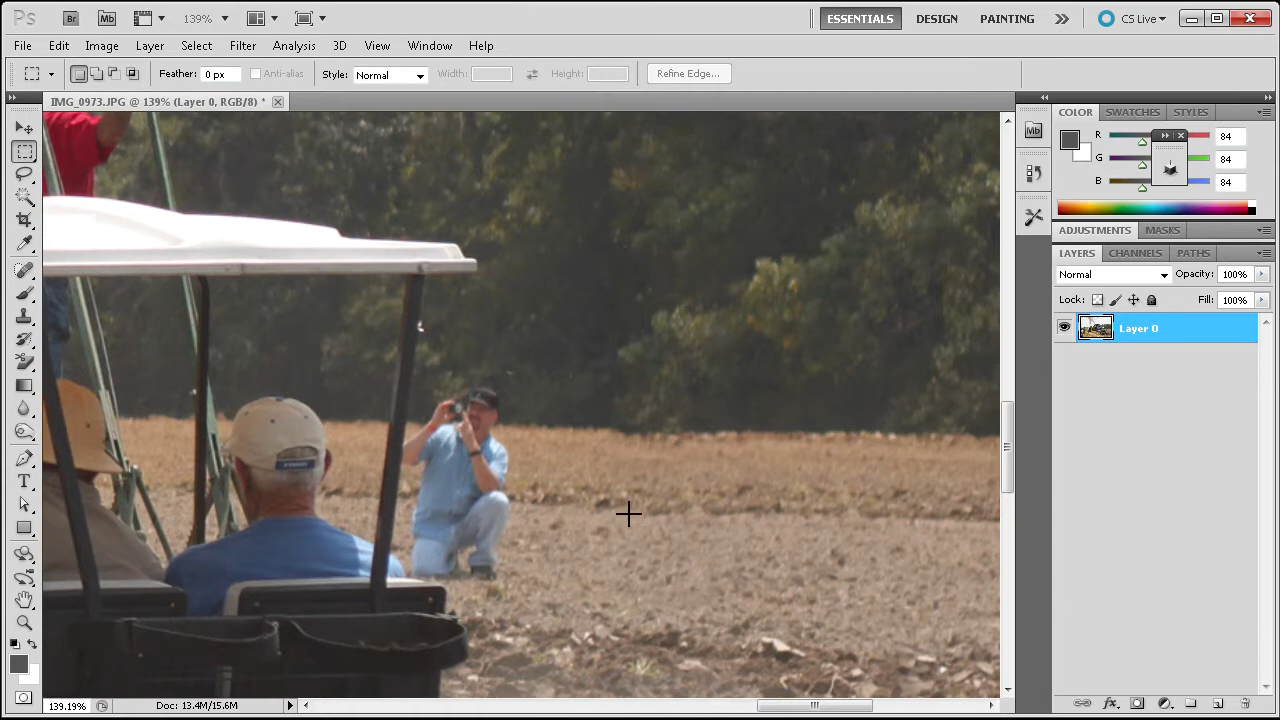 Ps Br Mb 139% ESSENTIALS DESIGN PAINTING CS Live
File Edit Image Layer Select Filter Analysis 3D View Window Help
Feather: 0 px Anti-alias Style: Normal Width: Height: Refine Edge...
IMG_0973.JPG @ 139% (Layer 0, RGB/8) *
Mb
COLOR SWATCHES STYLES
R 84
G 84
B 84
ADJUSTMENTS MASKS
LAYERS CHANNELS PATHS
Normal Opacity: 100%
Lock: Fill: 100%
Layer 0
T
fx
139.19% Doc: 13.4M/15.6M